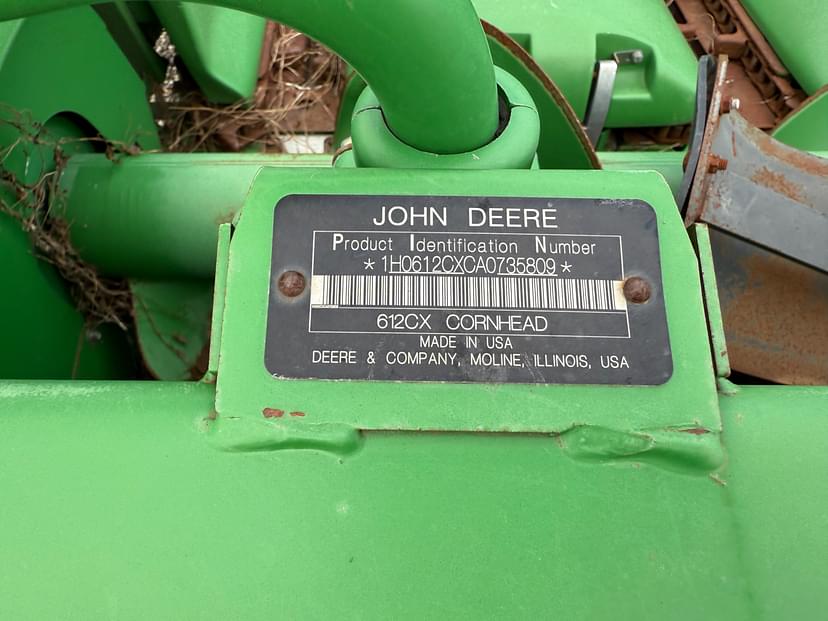 JOHN DEERE
Product Identification Number
*1H0612CXCA0735809*
612CX CORNHEAD
MADE IN USA
DEERE & COMPANY, MOLINE, ILLINOIS, USA